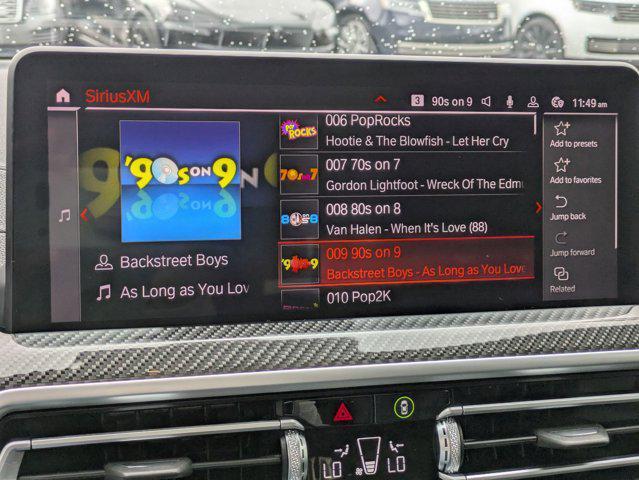 SiriusXM
3 90s on 9 11:49 am
'90s ON 9
Backstreet Boys
As Long as You Lov
006 PopRocks
Hootie & The Blowfish - Let Her Cry
007 70s on 7
Gordon Lightfoot - Wreck Of The Edm
008 80s on 8
Van Halen - When It's Love (88)
009 90s on 9
Backstreet Boys - As Long as You Love
010 Pop2K
POP ROCKS
Add to presets
Add to favorites
Jump back
Jump forward
Related
LO LO